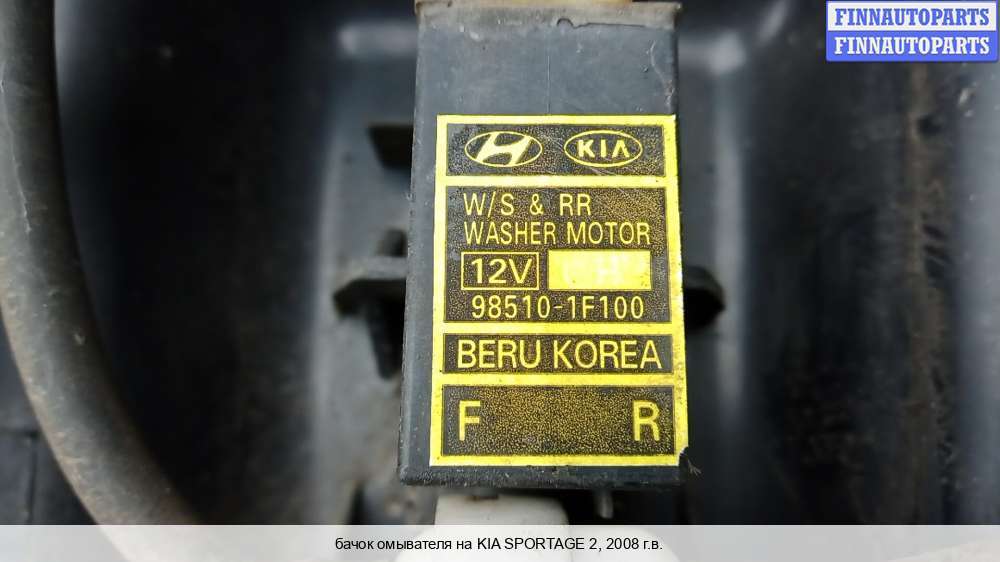 FINNAUTOPARTS
FINNAUTOPARTS
KIA
W/S & RR
WASHER MOTOR
12V
98510-1F100
BERU KOREA
F R
бачок омывателя на KIA SPORTAGE 2, 2008 г.в.